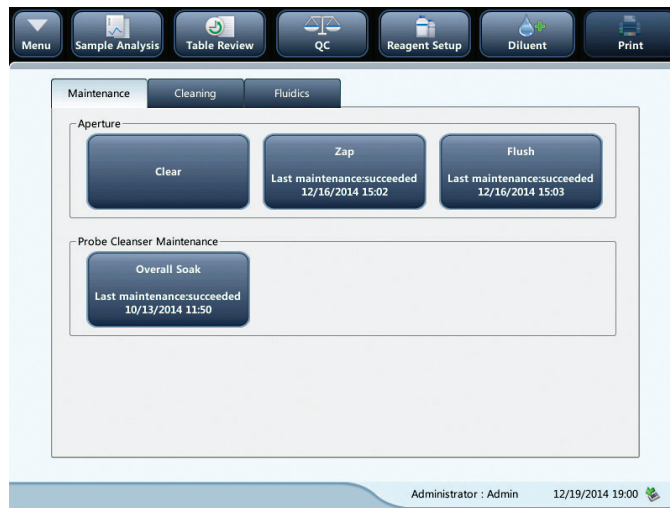 Menu
Sample Analysis
Table Review
QC
Reagent Setup
Diluent
Print
Maintenance
Cleaning
Fluidics
Aperture
Clear
Zap
Last maintenance:succeeded
12/16/2014 15:02
Flush
Last maintenance:succeeded
12/16/2014 15:03
Probe Cleanser Maintenance
Overall Soak
Last maintenance:succeeded
10/13/2014 11:50
Administrator : Admin
12/19/2014 19:00